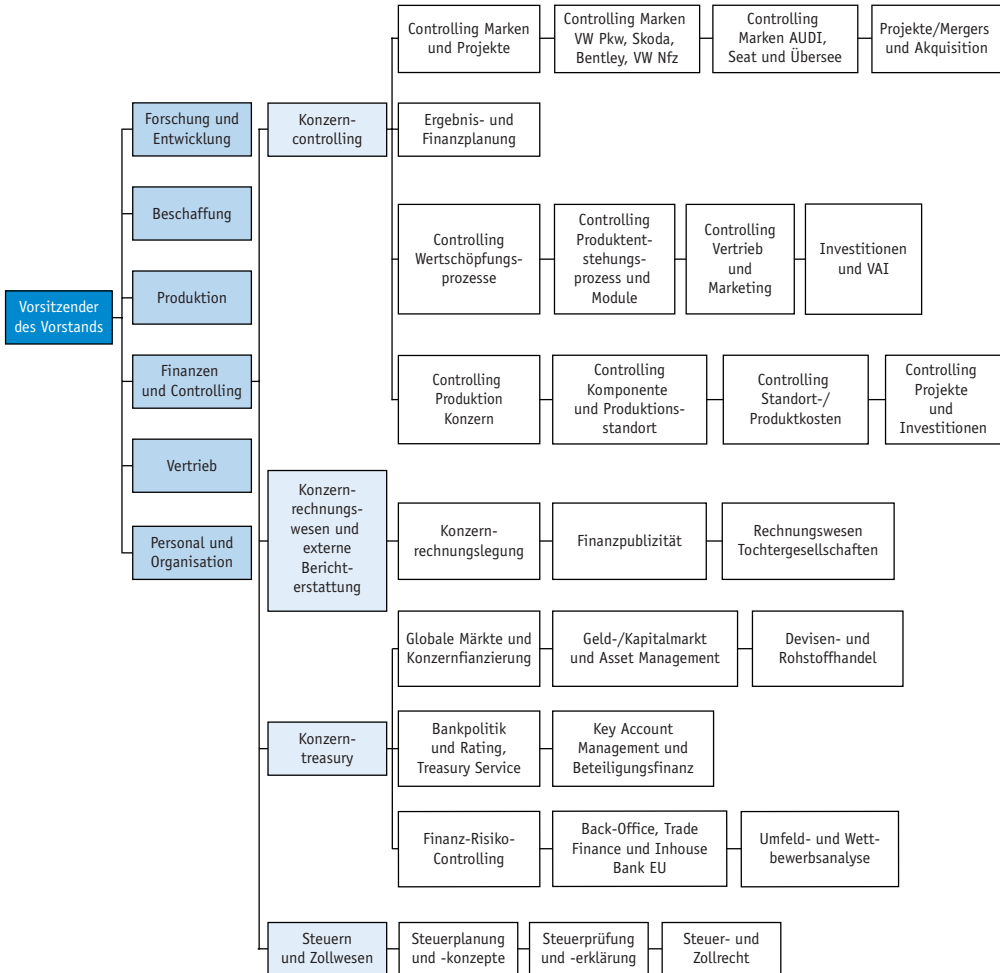 Controlling Marken
und Projekte
Controlling Marken
VW Pkw, Skoda,
Bentley, VW Nfz
Controlling
Marken AUDI,
Seat und Übersee
Projekte/Mergers
und Akquisition
Forschung und
Entwicklung
Konzern-
controlling
Ergebnis- und
Finanzplanung
Beschaffung
Controlling
Wertschöpfungs-
prozesse
Controlling
Produktent-
stehungs-
prozess und
Module
Controlling
Vertrieb
und
Marketing
Investitionen
und VAI
Produktion
Vorsitzender
des Vorstands
Finanzen
und Controlling
Controlling
Produktion
Konzern
Controlling
Komponente
und Produktions-
standort
Controlling
Standort-/
Produktkosten
Controlling
Projekte
und
Investitionen
Vertrieb
Konzern-
rechnungs-
wesen und
externe
Bericht-
erstattung
Konzern-
rechnungslegung
Finanzpublizität
Rechnungswesen
Tochtergesellschaften
Personal und
Organisation
Globale Märkte und
Konzernfianzierung
Geld-/Kapitalmarkt
und Asset Management
Devisen- und
Rohstoffhandel
Konzern-
treasury
Bankpolitik
und Rating,
Treasury Service
Key Account
Management und
Beteiligungsfinanz
Finanz-Risiko-
Controlling
Back-Office, Trade
Finance und Inhouse
Bank EU
Umfeld- und Wett-
bewerbsanalyse
Steuern
und Zollwesen
Steuerplanung
und -konzepte
Steuerprüfung
und -erklärung
Steuer- und
Zollrecht